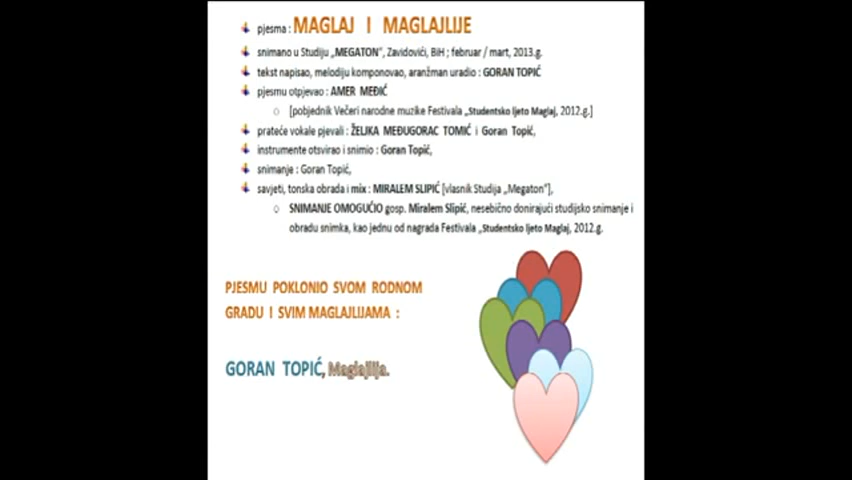 pjesma : MAGLAJ I MAGLAJLIJE
snimano u Studiju „MEGATON", Zavidovići, BiH ; februar / mart, 2013.g.
tekst napisao, melodiju komponovao, aranžman uradio : GORAN TOPIĆ
pjesmu otpjevao : AMER MEĐIĆ
[pobjednik Večeri narodne muzike Festivala „Studentsko ljeto Maglaj, 2012.g.]
prateće vokale pjevali : ŽELJKA MEĐUGORAC TOMIĆ i Goran Topić,
instrumente otsvirao i snimio : Goran Topić,
snimanje : Goran Topić,
savjeti, tonska obrada i mix : MIRALEM SLIPIĆ [vlasnik Studija „Megaton"],
SNIMANJE OMOGUĆIO gosp. Miralem Slipić, nesebično donirajući studijsko snimanje i
obradu snimka, kao jednu od nagrada Festivala „Studentsko ljeto Maglaj, 2012.g.
PJESMU POKLONIO SVOM RODNOM
GRADU I SVIM MAGLAJLIJAMA :
GORAN TOPIĆ, Maglajlija.